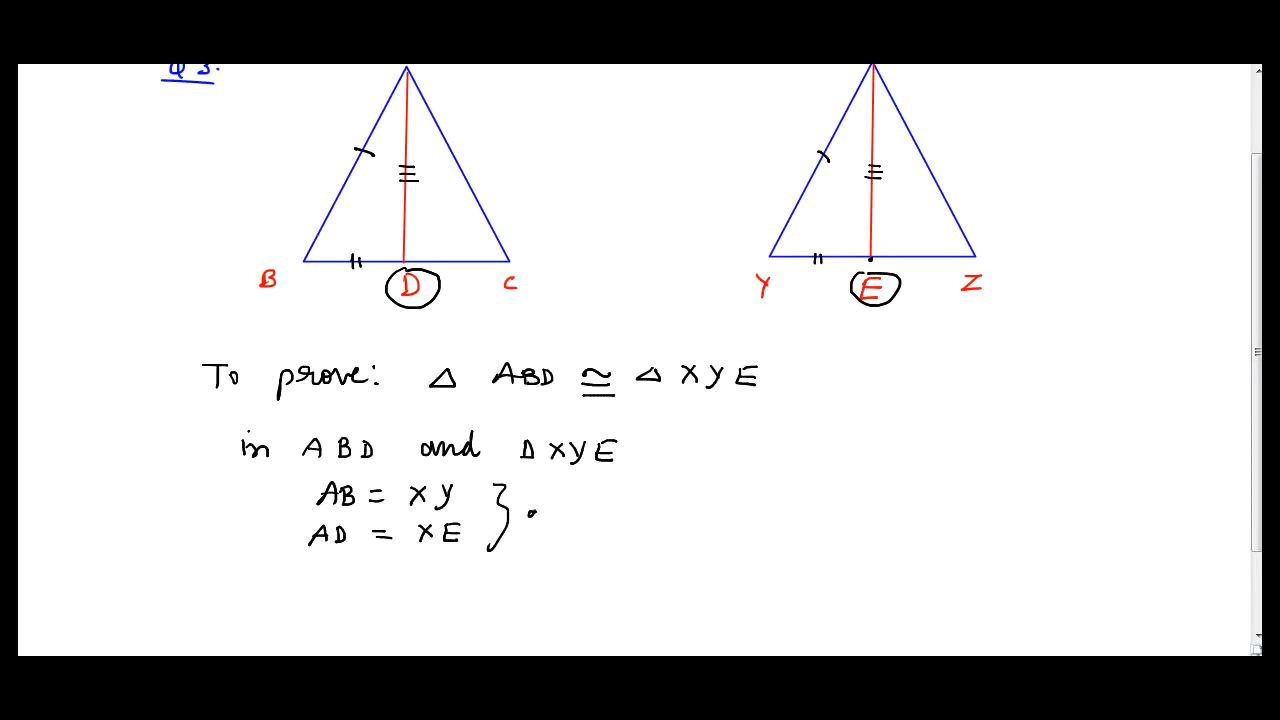 B D C Y E Z
To prove: Δ ABD ≅ Δ XYE
in ABD and Δ XYE
AB = XY
AD = XE }